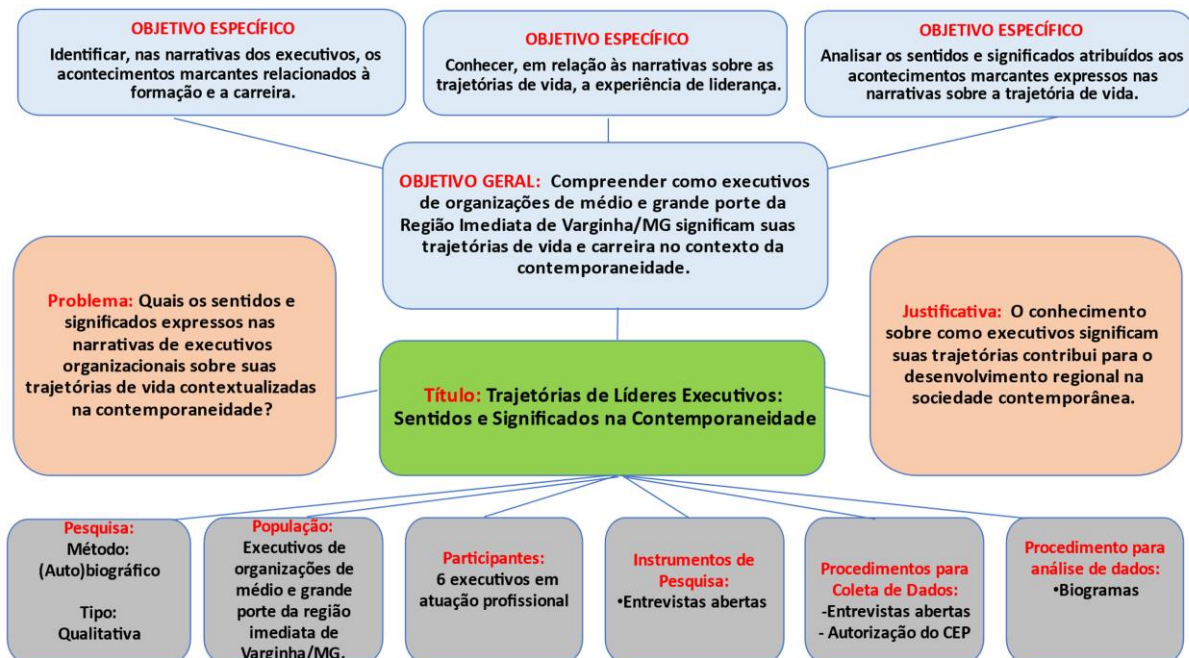 OBJETIVO ESPECÍFICO
Identificar, nas narrativas dos executivos, os
acontecimentos marcantes relacionados à
formação e a carreira.
OBJETIVO ESPECÍFICO
Conhecer, em relação às narrativas sobre as
trajetórias de vida, a experiência de liderança.
OBJETIVO ESPECÍFICO
Analisar os sentidos e significados atribuídos aos
acontecimentos marcantes expressos nas
narrativas sobre a trajetória de vida.
OBJETIVO GERAL: Compreender como executivos
de organizações de médio e grande porte da
Região Imediata de Varginha/MG significam suas
trajetórias de vida e carreira no contexto da
contemporaneidade.
Problema: Quais os sentidos e
significados expressos nas
narrativas de executivos
organizacionais sobre suas
trajetórias de vida contextualizadas
na contemporaneidade?
Justificativa: O conhecimento
sobre como executivos significam
suas trajetórias contribui para o
desenvolvimento regional na
sociedade contemporânea.
Título: Trajetórias de Líderes Executivos:
Sentidos e Significados na Contemporaneidade
Pesquisa:
Método:
(Auto)biográfico
Tipo:
Qualitativa
População:
Executivos de
organizações de
médio e grande
porte da região
imediata de
Varginha/MG.
Participantes:
6 executivos em
atuação profissional
Instrumentos de
Pesquisa:
•Entrevistas abertas
Procedimentos para
Coleta de Dados:
-Entrevistas abertas
- Autorização do CEP
Procedimento para
análise de dados:
•Biogramas